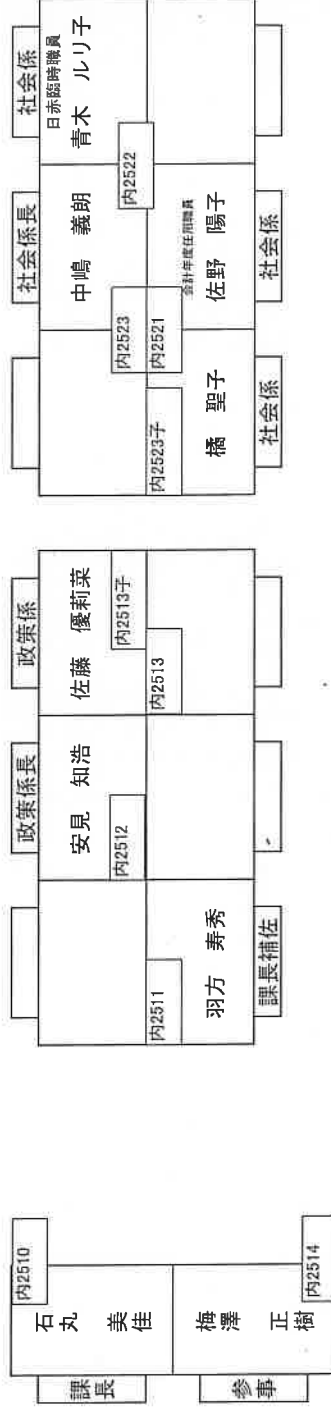 課長
石丸 美佳
内2510
参事
梅澤 正樹
内2514
政策係長
政策係
安見 知浩
佐藤 優莉菜
内2512
内2513子
内2511
内2513
羽方 寿秀
課長補佐
社会係長
社会係
日赤臨時職員
中嶋 義朗
青木 ルリ子
内2523
内2522
内2523子
内2521
会計年度任用職員
橘 聖子
佐野 陽子
社会係
社会係